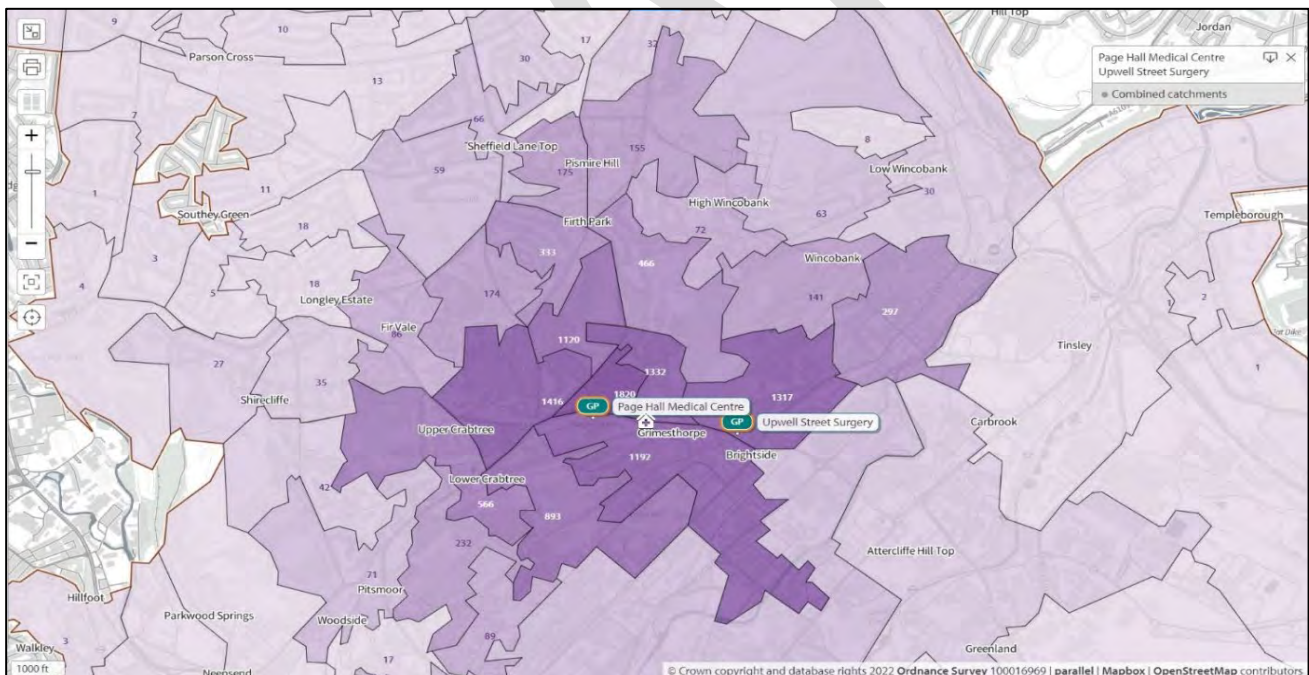 Hill Top
Jordan
9
10
17
32
Parson Cross
30
13
Page Hall Medical Centre
Upwell Street Surgery
Combined catchments
7
66
Sheffield Lane Top
155
8
Pismire Hill
59
175
Low Wincobank
1
11
30
High Wincobank
Southey Green
63
Templeborough
18
Firth Park
72
333
466
Wincobank
3
4
5
18
174
141
Longley Estate
297
1
2
Fir Vale
86
1120
Tinsley
27
1332
1
35
1820
1317
Shirecliffe
1416
GP
Page Hall Medical Centre
GP
Upwell Street Surgery
Carbrook
Upper Crabtree
Grimesthorpe
1192
Brightside
Lower Crabtree
42
566
893
232
Attercliffe Hill Top
71
Pitsmoor
Hillfoot
Parkwood Springs
Woodside
3
89
Walkley
17
Greenland
1000 ft
Neepsend
© Crown copyright and database rights 2022 Ordnance Survey 100016969 | parallel | Mapbox | OpenStreetMap contributors